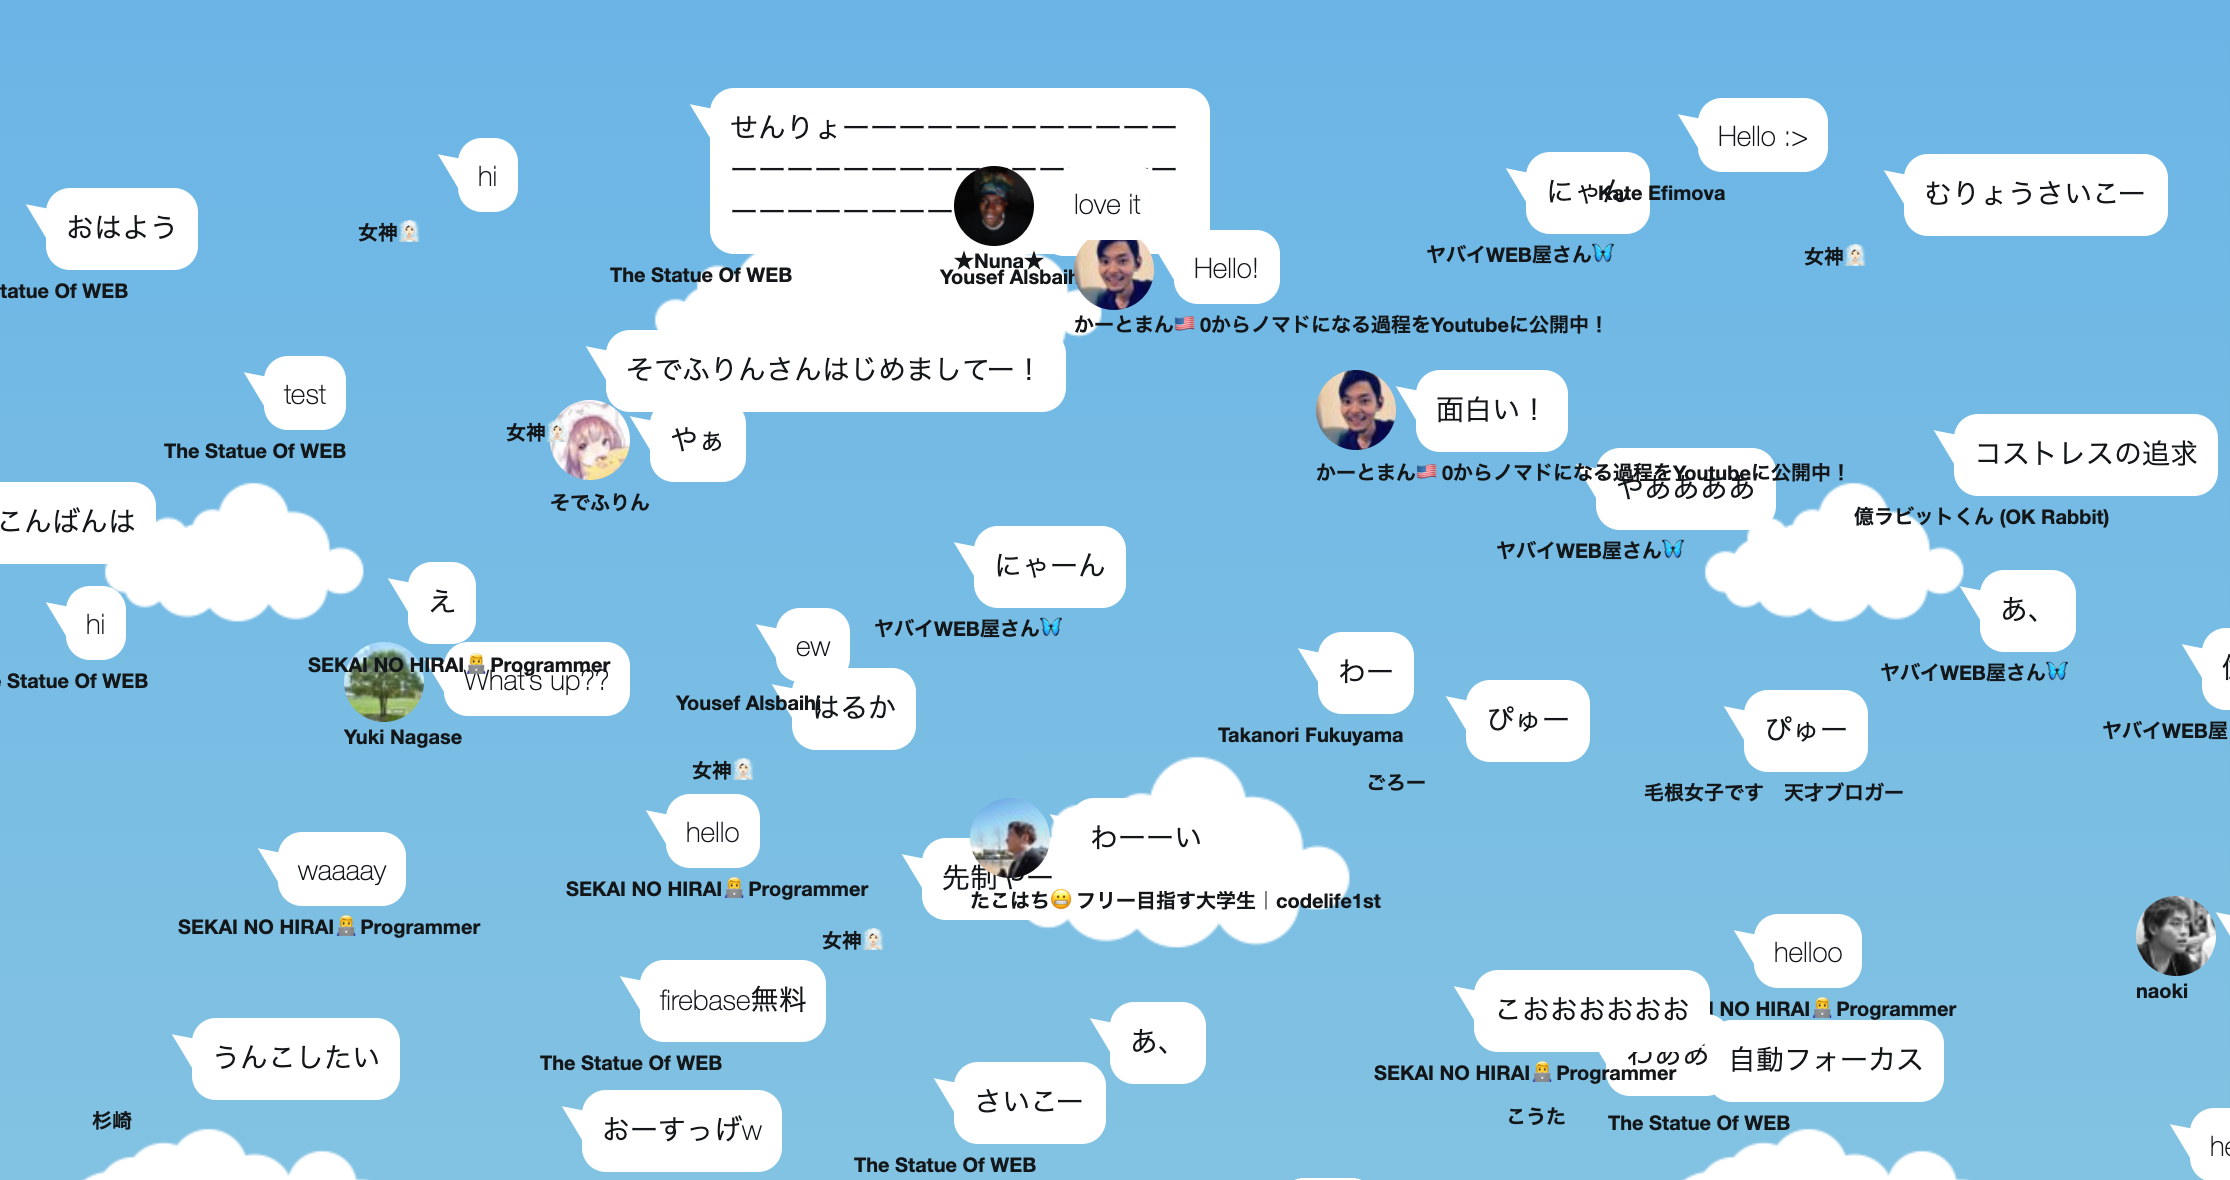 せんりょーーーーーーーーーーーー
ーーーーーーーーーーーー
ーーーーーーーー
The Statue Of WEB
hi
女神👰🏻
おはよう
tatue Of WEB
love it
★Nuna★
Yousef Alsbaih
Hello!
かーとまん🇺🇸 0からノマドになる過程をYoutubeに公開中！
Hello :>
Kate Efimova
にゃん
ヤバイWEB屋さん🦋
むりょうさいこー
女神👰🏻
test
The Statue Of WEB
そでふりんさんはじめましてー！
女神👰🏻
やぁ
そでふりん
面白い！
かーとまん🇺🇸 0からノマドになる過程をYoutubeに公開中！
やああああ
ヤバイWEB屋さん🦋
コストレスの追求
億ラビットくん (OK Rabbit)
こんばんは
hi
Statue Of WEB
え
SEKAI NO HIRAI👨‍💻Programmer
What's up??
Yuki Nagase
にゃーん
ヤバイWEB屋さん🦋
ew
Yousef Alsbaihi
はるか
女神👰🏻
わー
Takanori Fukuyama
ぴゅー
ごろー
ぴゅー
毛根女子です　天才ブロガー
あ、
ヤバイWEB屋さん🦋
ヤバイWEB屋
waaaay
SEKAI NO HIRAI👨‍💻Programmer
hello
SEKAI NO HIRAI👨‍💻Programmer
わーーい
たこはち😬フリー目指す大学生｜codelife1st
先制やー
女神👰🏻
helloo
NO HIRAI👨‍💻Programmer
naoki
firebase無料
The Statue Of WEB
こおおおおおお
SEKAI NO HIRAI👨‍💻Programmer
わああ
こうた
自動フォーカス
The Statue Of WEB
うんこしたい
杉崎
あ、
さいこー
The Statue Of WEB
おーすっげw
he